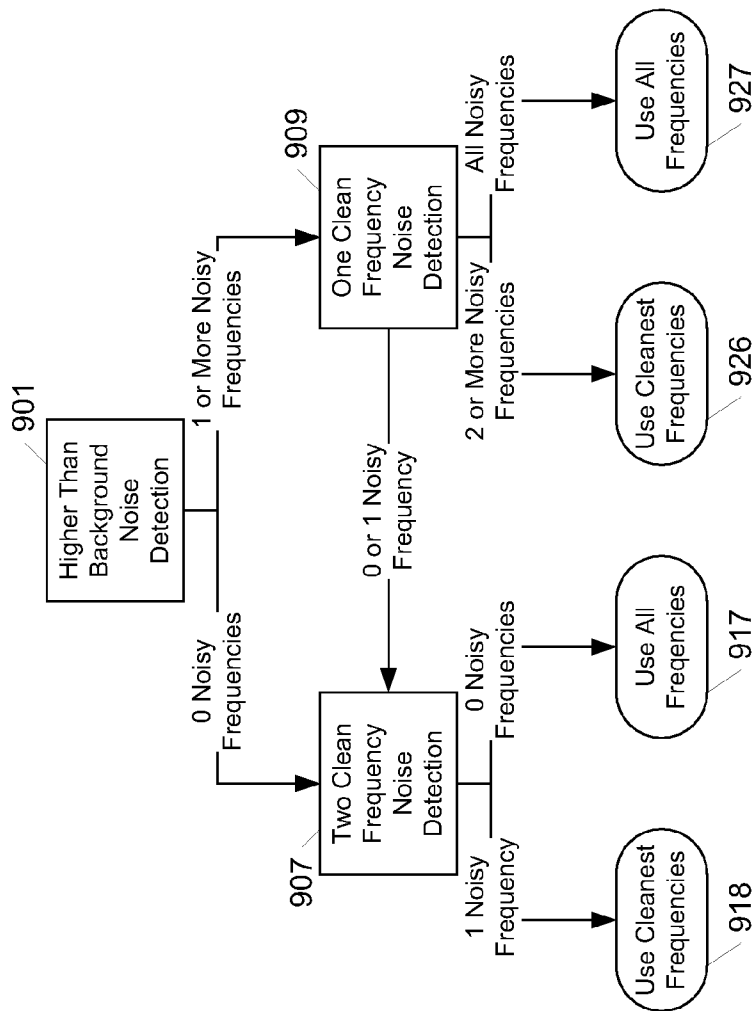 901
Higher Than
Background
Noise
Detection
0 Noisy
Frequencies
1 or More Noisy
Frequencies
907
Two Clean
Frequency
Noise
Detection
0 or 1 Noisy
Frequency
909
One Clean
Frequency
Noise
Detection
1 Noisy
Frequency
0 Noisy
Frequencies
2 or More Noisy
Frequencies
All Noisy
Frequencies
Use Cleanest
Frequencies
918
Use All
Freqencies
917
Use Cleanest
Frequencies
926
Use All
Frequencies
927